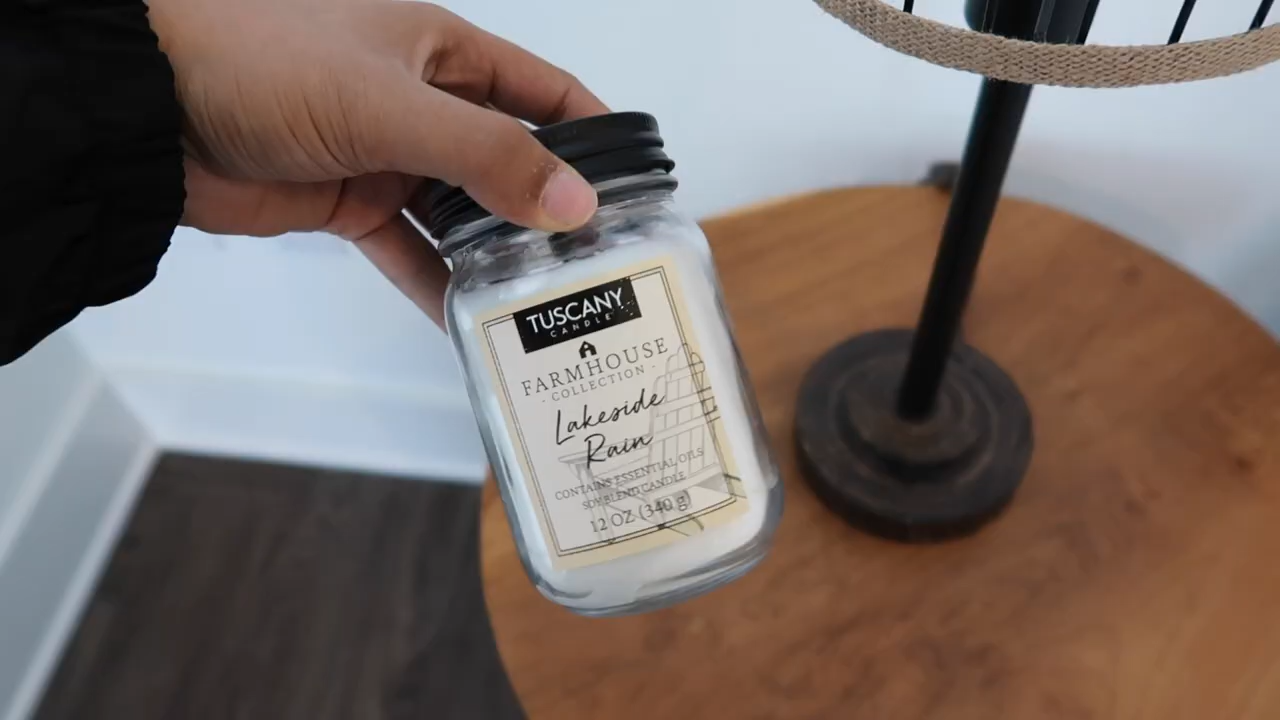 TUSCANY
CANDLE
FARMHOUSE
- COLLECTION -
Lakeside
Rain
CONTAINS ESSENTIAL OILS
SOY BLEND CANDLE
12 OZ (340 g)